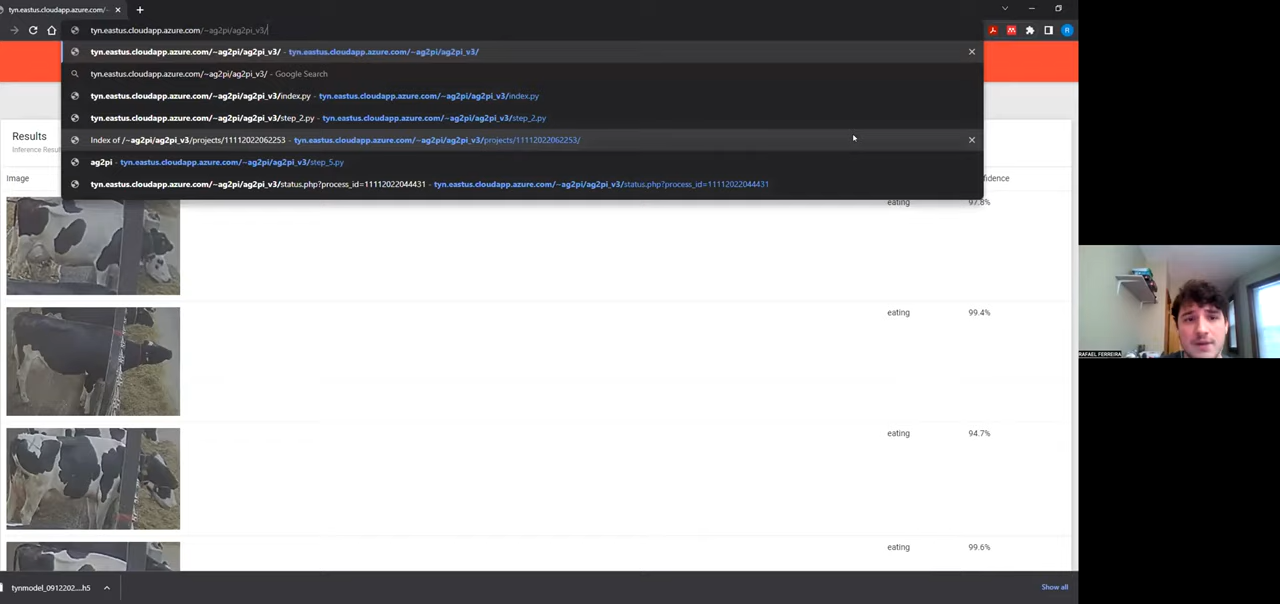 tyn.eastus.cloudapp.azure.com/~
tyn.eastus.cloudapp.azure.com/~ag2pi/ag2pi_v3/
tyn.eastus.cloudapp.azure.com/~ag2pi/ag2pi_v3/ - tyn.eastus.cloudapp.azure.com/~ag2pi/ag2pi_v3/
tyn.eastus.cloudapp.azure.com/~ag2pi/ag2pi_v3/ - Google Search
tyn.eastus.cloudapp.azure.com/~ag2pi/ag2pi_v3/index.py - tyn.eastus.cloudapp.azure.com/~ag2pi/ag2pi_v3/index.py
tyn.eastus.cloudapp.azure.com/~ag2pi/ag2pi_v3/step_2.py - tyn.eastus.cloudapp.azure.com/~ag2pi/ag2pi_v3/step_2.py
Index of /~ag2pi/ag2pi_v3/projects/11112022062253 - tyn.eastus.cloudapp.azure.com/~ag2pi/ag2pi_v3/projects/11112022062253/
ag2pi - tyn.eastus.cloudapp.azure.com/~ag2pi/ag2pi_v3/step_5.py
tyn.eastus.cloudapp.azure.com/~ag2pi/ag2pi_v3/status.php?process_id=11112022044431 - tyn.eastus.cloudapp.azure.com/~ag2pi/ag2pi_v3/status.php?process_id=11112022044431
R
Results
Inference Resul
Image fidence
eating 97.8%
eating 99.4%
eating 94.7%
eating 99.6%
RAFAEL FERREIRA
tynmodel_0912202....h5
Show all